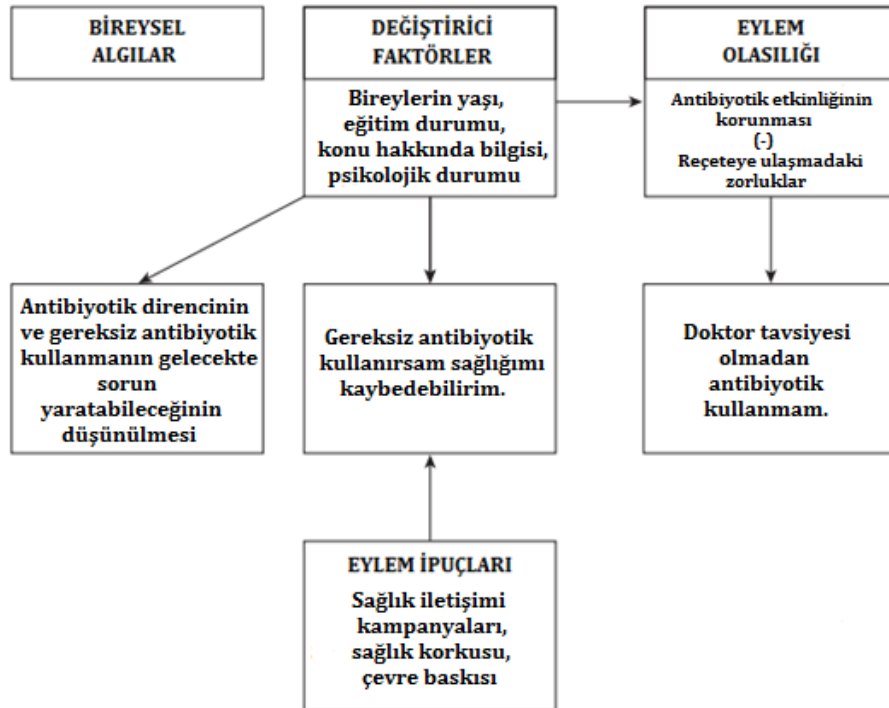 BİREYSEL
ALGILAR
DEĞİŞTİRİCİ
FAKTÖRLER
Bireylerin yaşı,
eğitim durumu,
konu hakkında bilgisi,
psikolojik durumu
EYLEM
OLASILIĞI
Antibiyotik etkinliğinin
korunması
(-)
Reçeteye ulaşmadaki
zorluklar
Antibiyotik direncinin
ve gereksiz antibiyotik
kullanmanın gelecekte
sorun
yaratabileceğinin
düşünülmesi
Gereksiz antibiyotik
kullanırsam sağlığımı
kaybedebilirim.
Doktor tavsiyesi
olmadan
antibiyotik
kullanmam.
EYLEM İPUÇLARI
Sağlık iletişimi
kampanyaları,
sağlık korkusu,
çevre baskısı